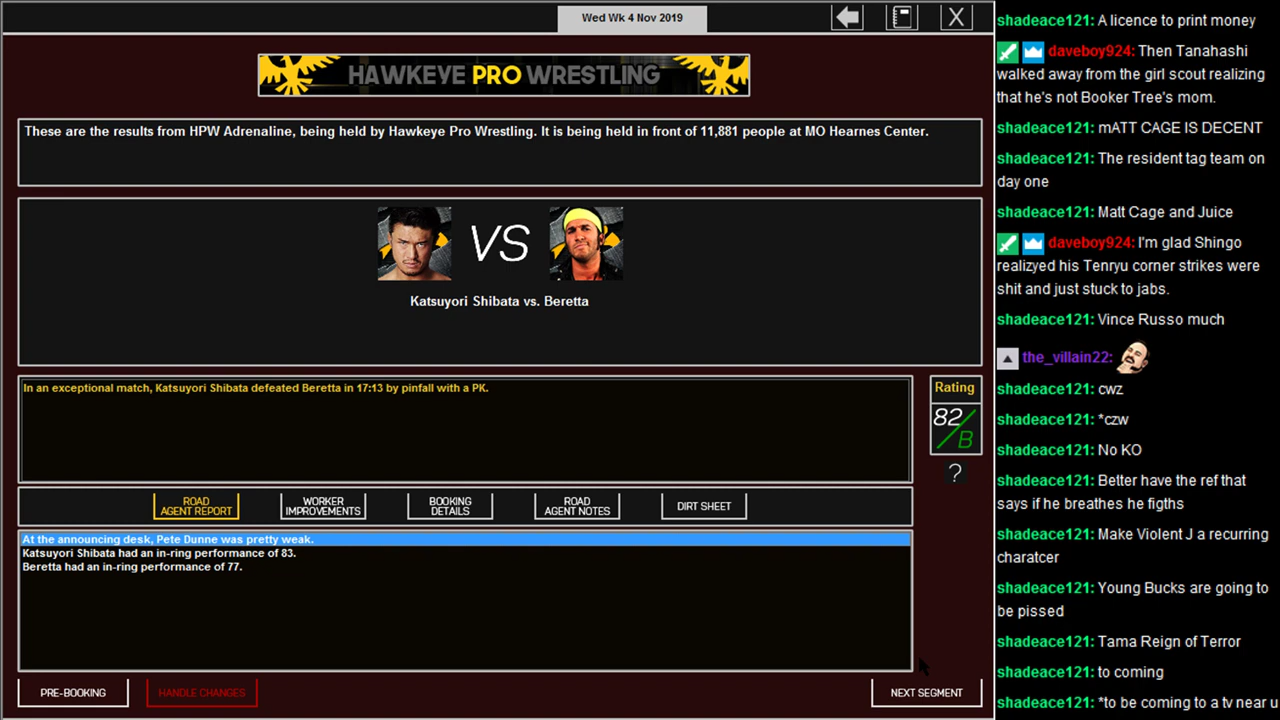 Wed Wk 4 Nov 2019
HAWKEYE PRO WRESTLING
These are the results from HPW Adrenaline, being held by Hawkeye Pro Wrestling. It is being held in front of 11,881 people at MO Hearnes Center.
VS
Katsuyori Shibata vs. Beretta
In an exceptional match, Katsuyori Shibata defeated Beretta in 17:13 by pinfall with a PK.
Rating
82/B
?
ROAD
AGENT REPORT
WORKER
IMPROVEMENTS
BOOKING
DETAILS
ROAD
AGENT NOTES
DIRT SHEET
At the announcing desk, Pete Dunne was pretty weak.
Katsuyori Shibata had an in-ring performance of 83.
Beretta had an in-ring performance of 77.
PRE-BOOKING
HANDLE CHANGES
NEXT SEGMENT
shadeace121: A licence to print money
daveboy924: Then Tanahashi
walked away from the girl scout realizing
that he's not Booker Tree's mom.
shadeace121: mATT CAGE IS DECENT
shadeace121: The resident tag team on
day one
shadeace121: Matt Cage and Juice
daveboy924: I'm glad Shingo
realizyed his Tenryu corner strikes were
shit and just stuck to jabs.
shadeace121: Vince Russo much
the_villain22:
shadeace121: cwz
shadeace121: *czw
shadeace121: No KO
shadeace121: Better have the ref that
says if he breathes he figths
shadeace121: Make Violent J a recurring
charatcer
shadeace121: Young Bucks are going to
be pissed
shadeace121: Tama Reign of Terror
shadeace121: to coming
shadeace121: *to be coming to a tv near u